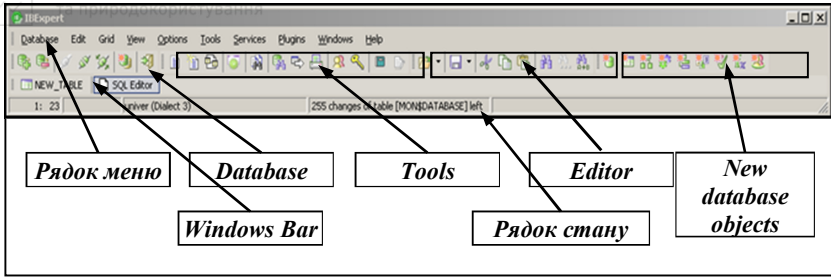 та природокористування
IBExpert
Database Edit Grid View Options Tools Services Plugins Windows Help
NEW_TABLE SQL Editor
1: 23 univer (Dialect 3) 255 changes of table [MON$DATABASE] left
Рядок меню Database Tools Editor New database objects
Windows Bar Рядок стану